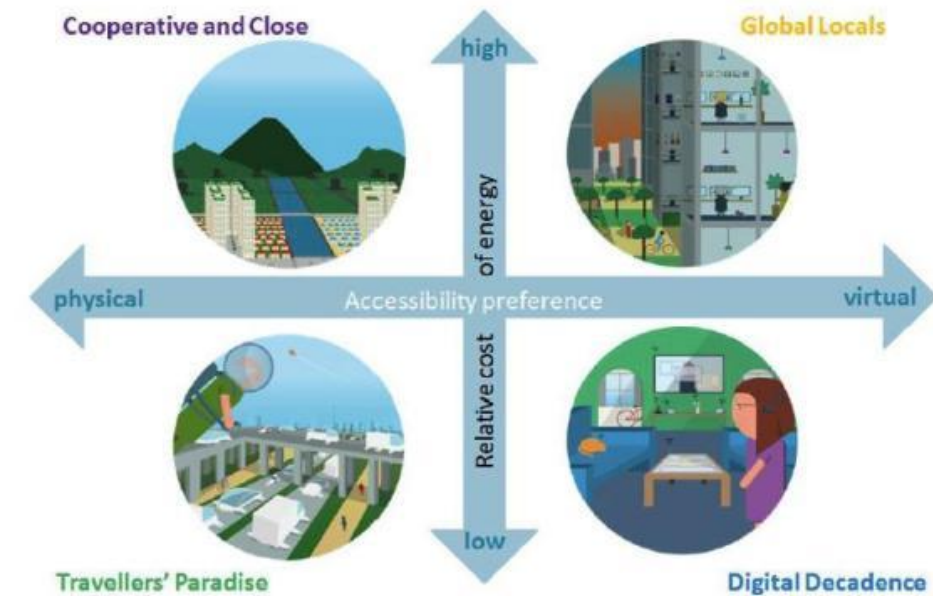 Cooperative and Close
high
Global Locals
Relative cost of energy
physical
Accessibility preference
virtual
low
Travellers' Paradise
Digital Decadence